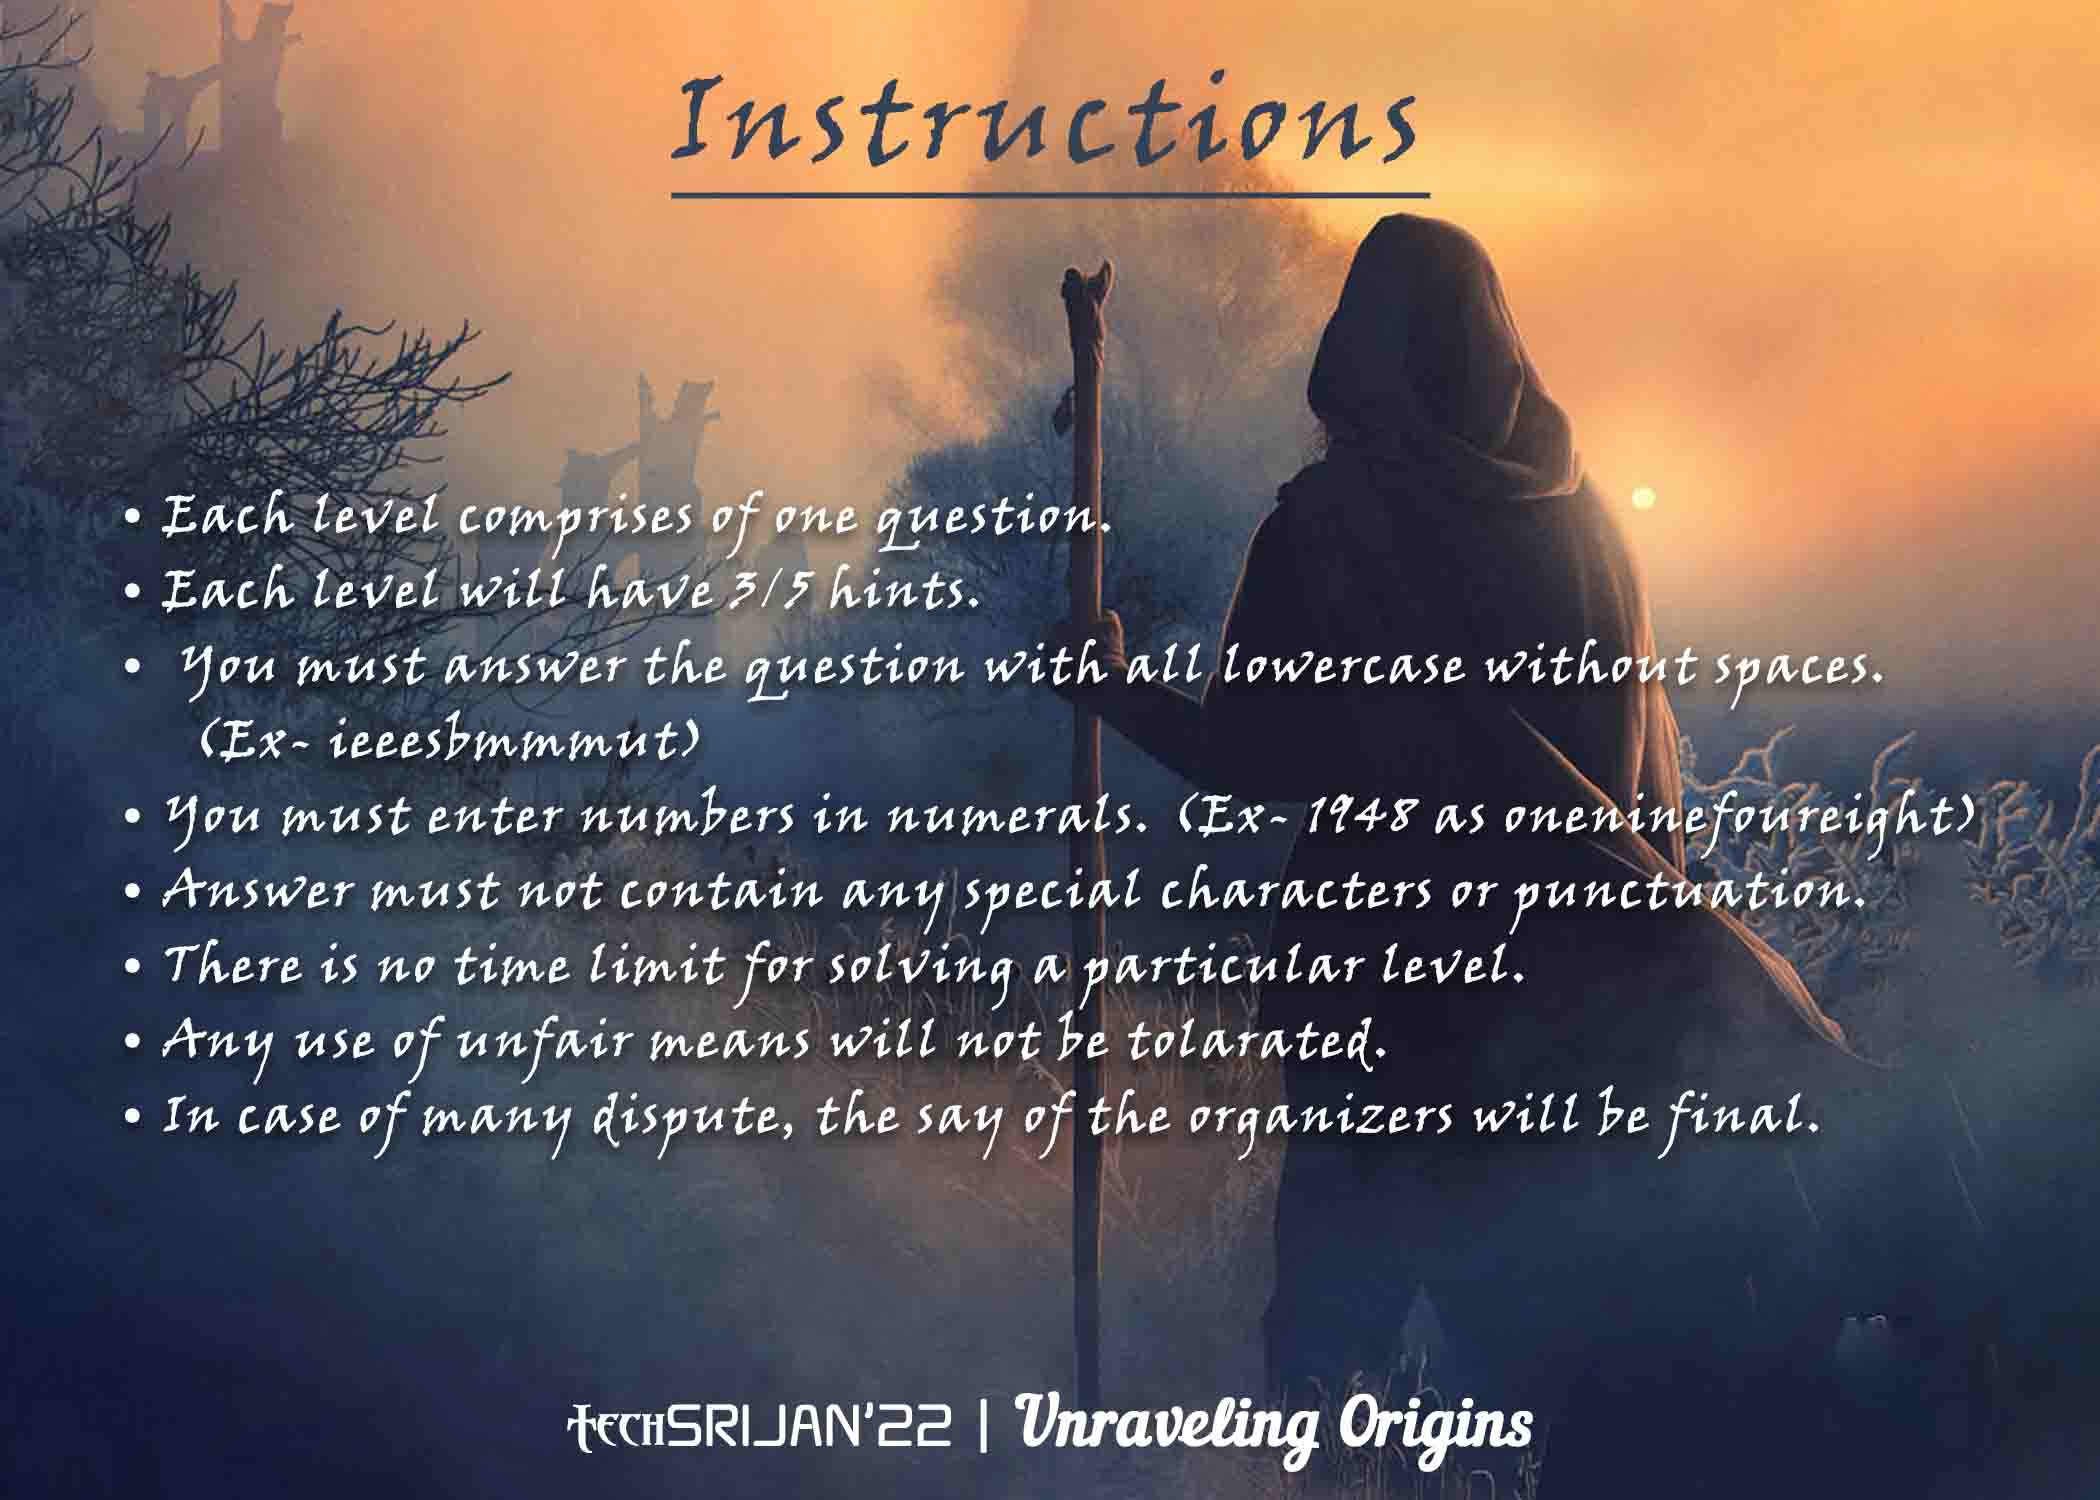 Instructions
• Each level comprises of one question.
• Each level will have 3/5 hints.
• You must answer the question with all lowercase without spaces.
(Ex- ieeesbmmmut)
• You must enter numbers in numerals. (Ex- 1948 as oneninefoureight)
• Answer must not contain any special characters or punctuation.
• There is no time limit for solving a particular level.
• Any use of unfair means will not be tolarated.
• In case of many dispute, the say of the organizers will be final.
TECHSRIJAN'22 | Unraveling Origins